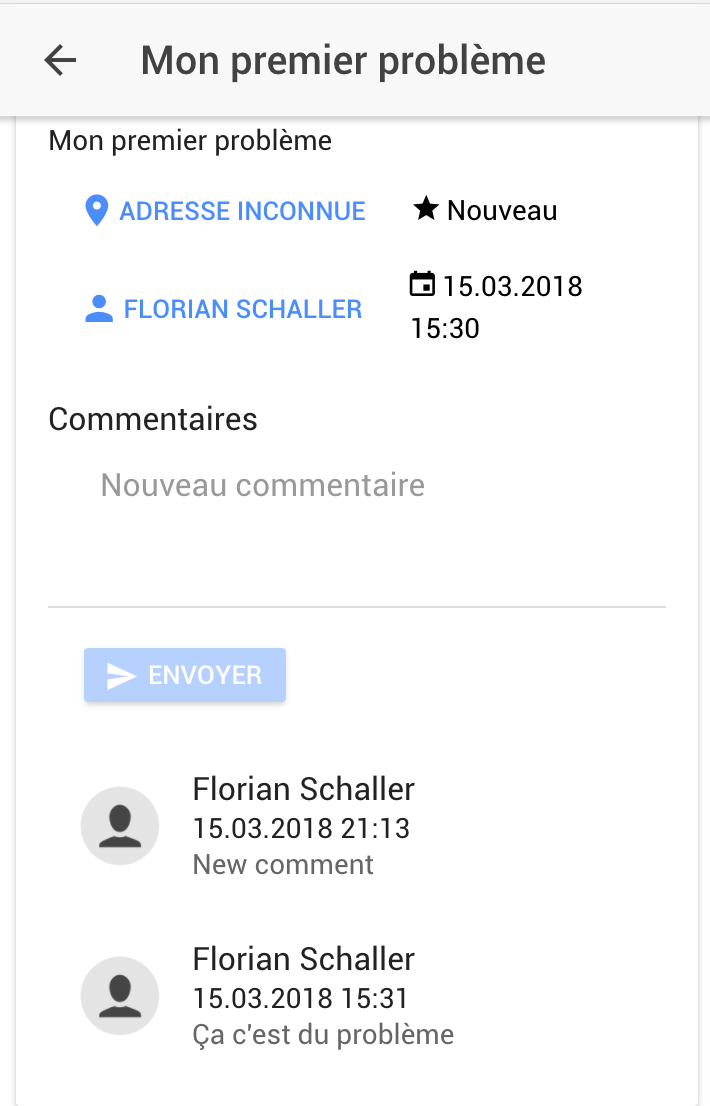 Mon premier problème
Mon premier problème
ADRESSE INCONNUE
Nouveau
FLORIAN SCHALLER
15.03.2018
15:30
Commentaires
Nouveau commentaire
ENVOYER
Florian Schaller
15.03.2018 21:13
New comment
Florian Schaller
15.03.2018 15:31
Ça c'est du problème